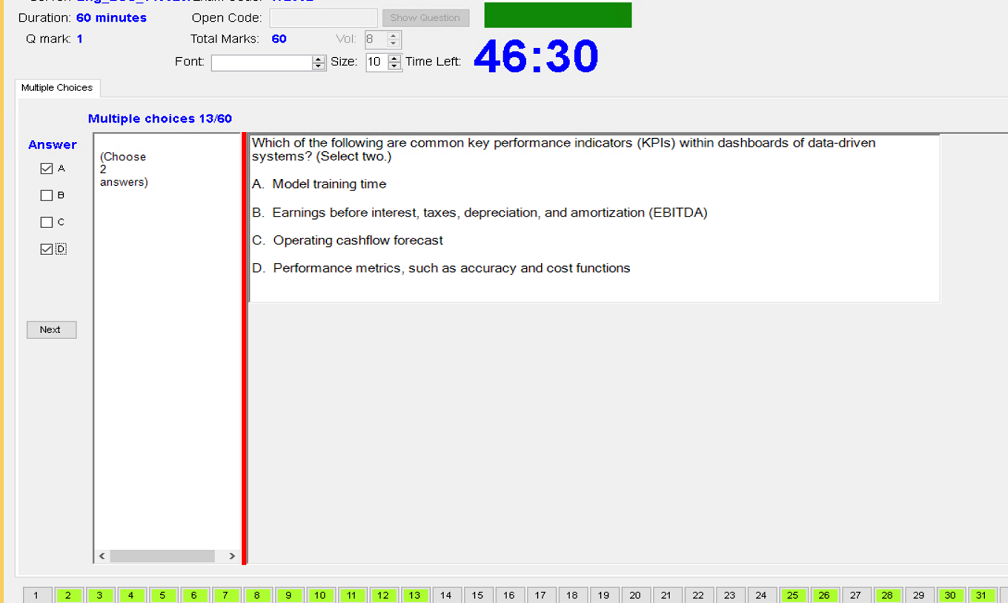 Duration: 60 minutes Open Code: Show Question
Q mark: 1 Total Marks: 60 Vol: 8
Font: Size: 10 Time Left: 46:30
Multiple Choices
Multiple choices 13/60
Answer
A
B
C
D
Next
(Choose
2
answers)
Which of the following are common key performance indicators (KPIs) within dashboards of data-driven
systems? (Select two.)
A. Model training time
B. Earnings before interest, taxes, depreciation, and amortization (EBITDA)
C. Operating cashflow forecast
D. Performance metrics, such as accuracy and cost functions
1 2 3 4 5 6 7 8 9 10 11 12 13 14 15 16 17 18 19 20 21 22 23 24 25 26 27 28 29 30 31